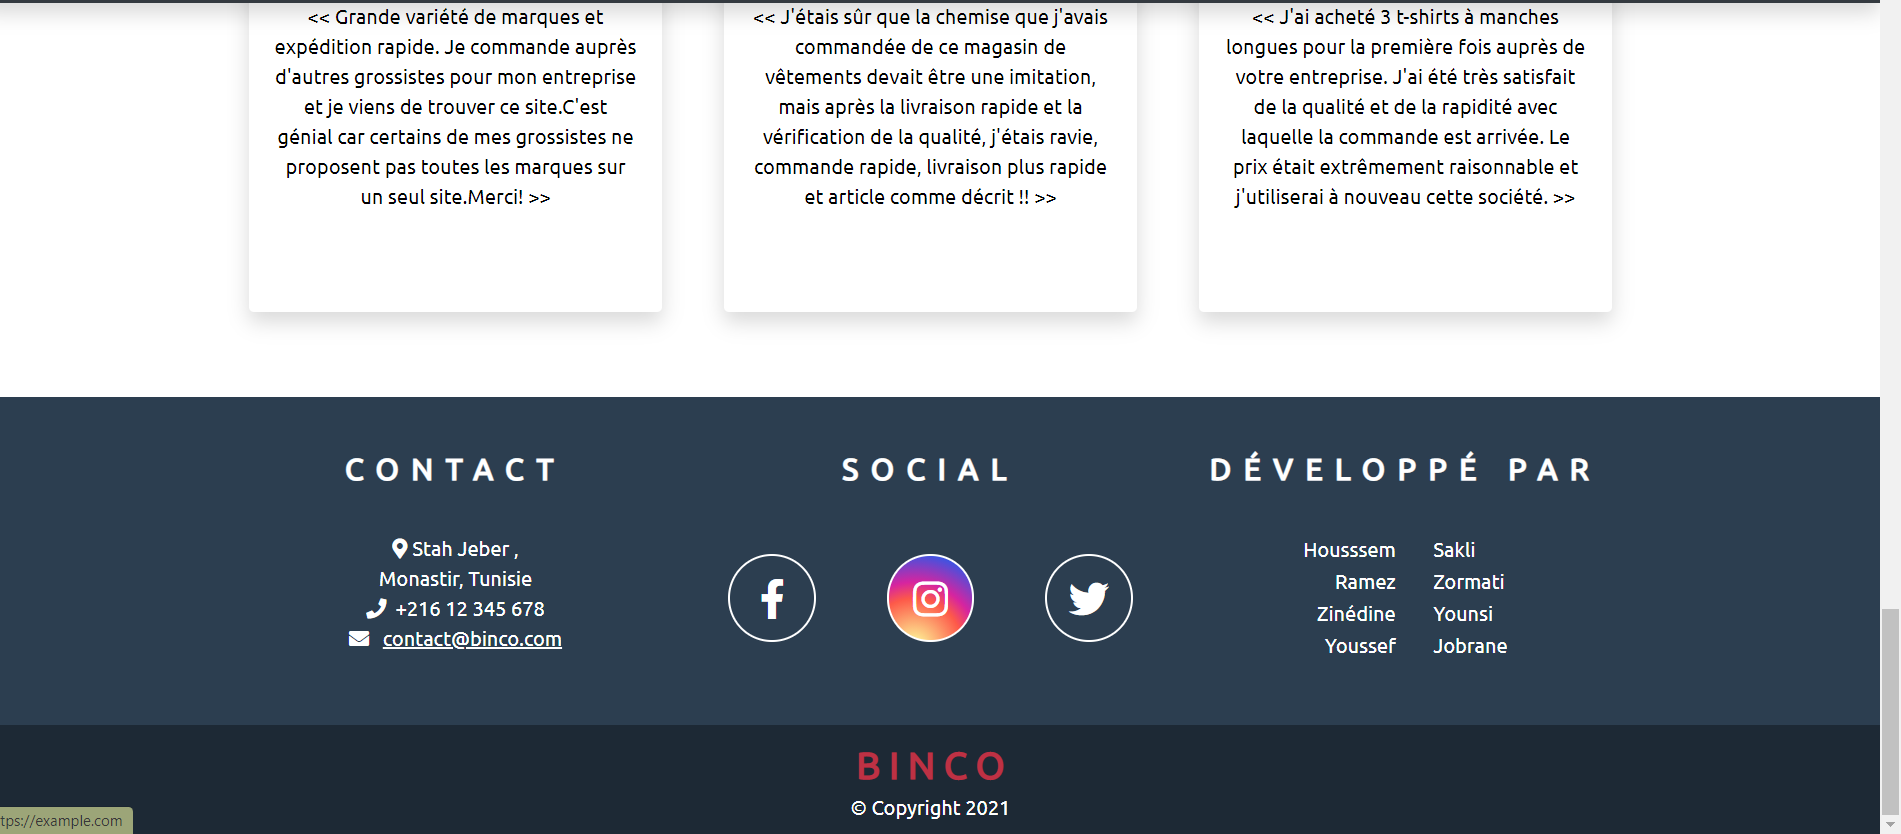 << Grande variété de marques et
expédition rapide. Je commande auprès
d'autres grossistes pour mon entreprise
et je viens de trouver ce site.C'est
génial car certains de mes grossistes ne
proposent pas toutes les marques sur
un seul site.Merci! >>
<< J'étais sûr que la chemise que j'avais
commandée de ce magasin de
vêtements devait être une imitation,
mais après la livraison rapide et la
vérification de la qualité, j'étais ravie,
commande rapide, livraison plus rapide
et article comme décrit !! >>
<< J'ai acheté 3 t-shirts à manches
longues pour la première fois auprès de
votre entreprise. J'ai été très satisfait
de la qualité et de la rapidité avec
laquelle la commande est arrivée. Le
prix était extrêmement raisonnable et
j'utiliserai à nouveau cette société. >>
CONTACT
Stah Jeber ,
Monastir, Tunisie
+216 12 345 678
contact@binco.com
SOCIAL
DÉVELOPPÉ PAR
Housssem Sakli
Ramez Zormati
Zinédine Younsi
Youssef Jobrane
BINCO
© Copyright 2021
tps://example.com